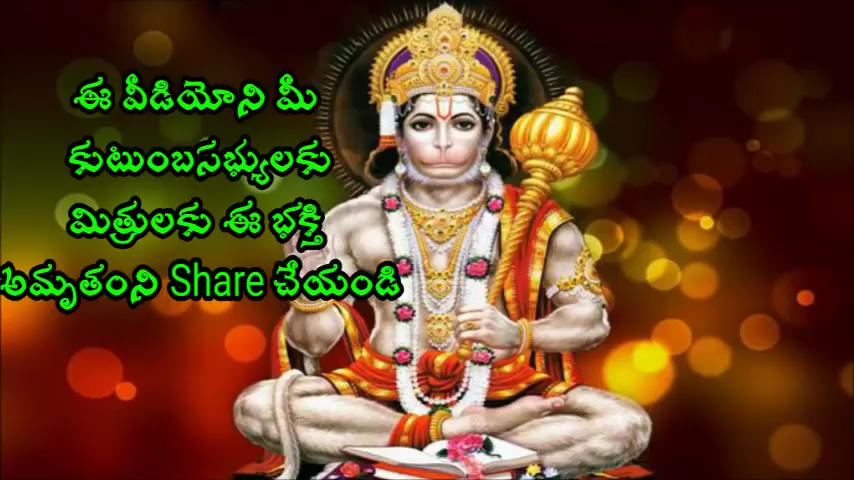 ఈ వీడియోని మీ
కుటుంబసభ్యులకు
మిత్రులకు ఈ భక్తి
అమృతంని Share చేయండి